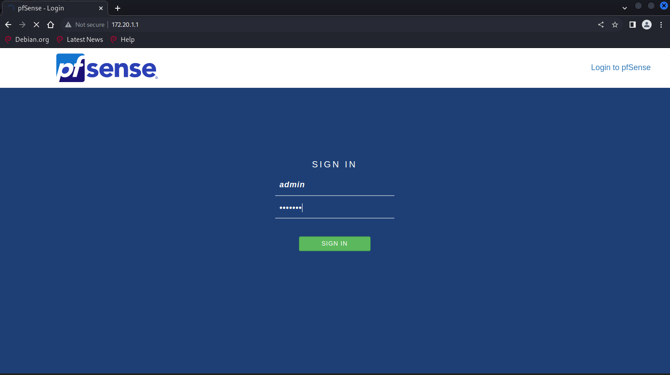 pfSense - Login
Not secure
172.20.1.1
Debian.org
Latest News
Help
pfsense
Login to pfSense
SIGN IN
admin
•••••••
SIGN IN